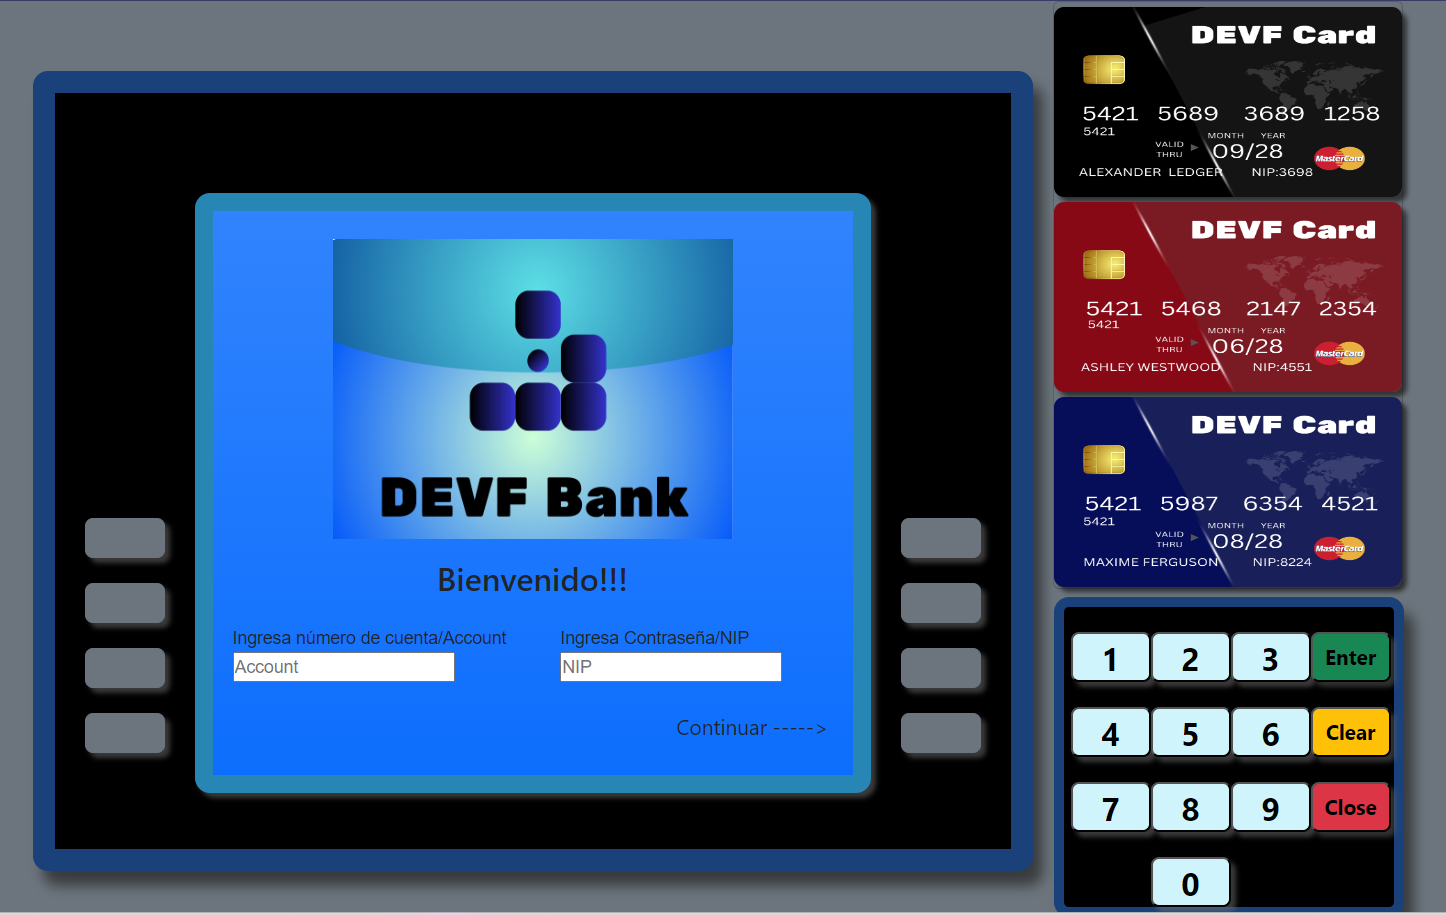 DEVF Bank
Bienvenido!!!
Ingresa número de cuenta/Account
Account
Ingresa Contraseña/NIP
NIP
Continuar ----->
DEVF Card
5421 5689 3689 1258
5421
MONTH YEAR
VALID THRU
09/28
MasterCard
ALEXANDER LEDGER NIP:3698
DEVF Card
5421 5468 2147 2354
5421
MONTH YEAR
VALID THRU
06/28
MasterCard
ASHLEY WESTWOOD NIP:4551
DEVF Card
5421 5987 6354 4521
5421
MONTH YEAR
VALID THRU
08/28
MasterCard
MAXIME FERGUSON NIP:8224
1 2 3 Enter
4 5 6 Clear
7 8 9 Close
0